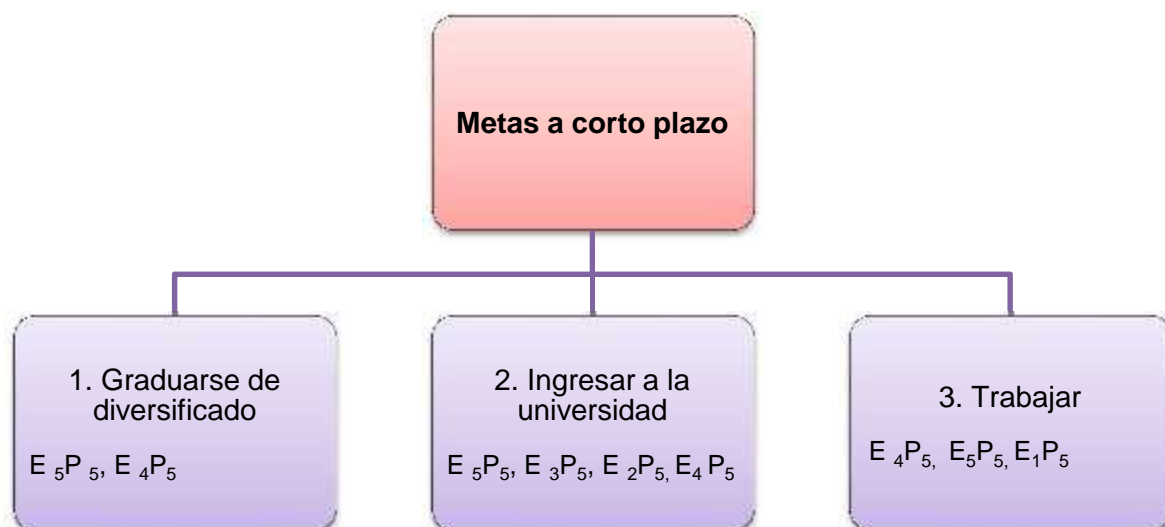 Metas a corto plazo
1. Graduarse de
diversificado
E ₅P ₅, E ₄P₅
2. Ingresar a la
universidad
E ₅P₅, E ₃P₅, E ₂P₅, E₄ P₅
3. Trabajar
E ₄P₅, E₅P₅, E₁P₅